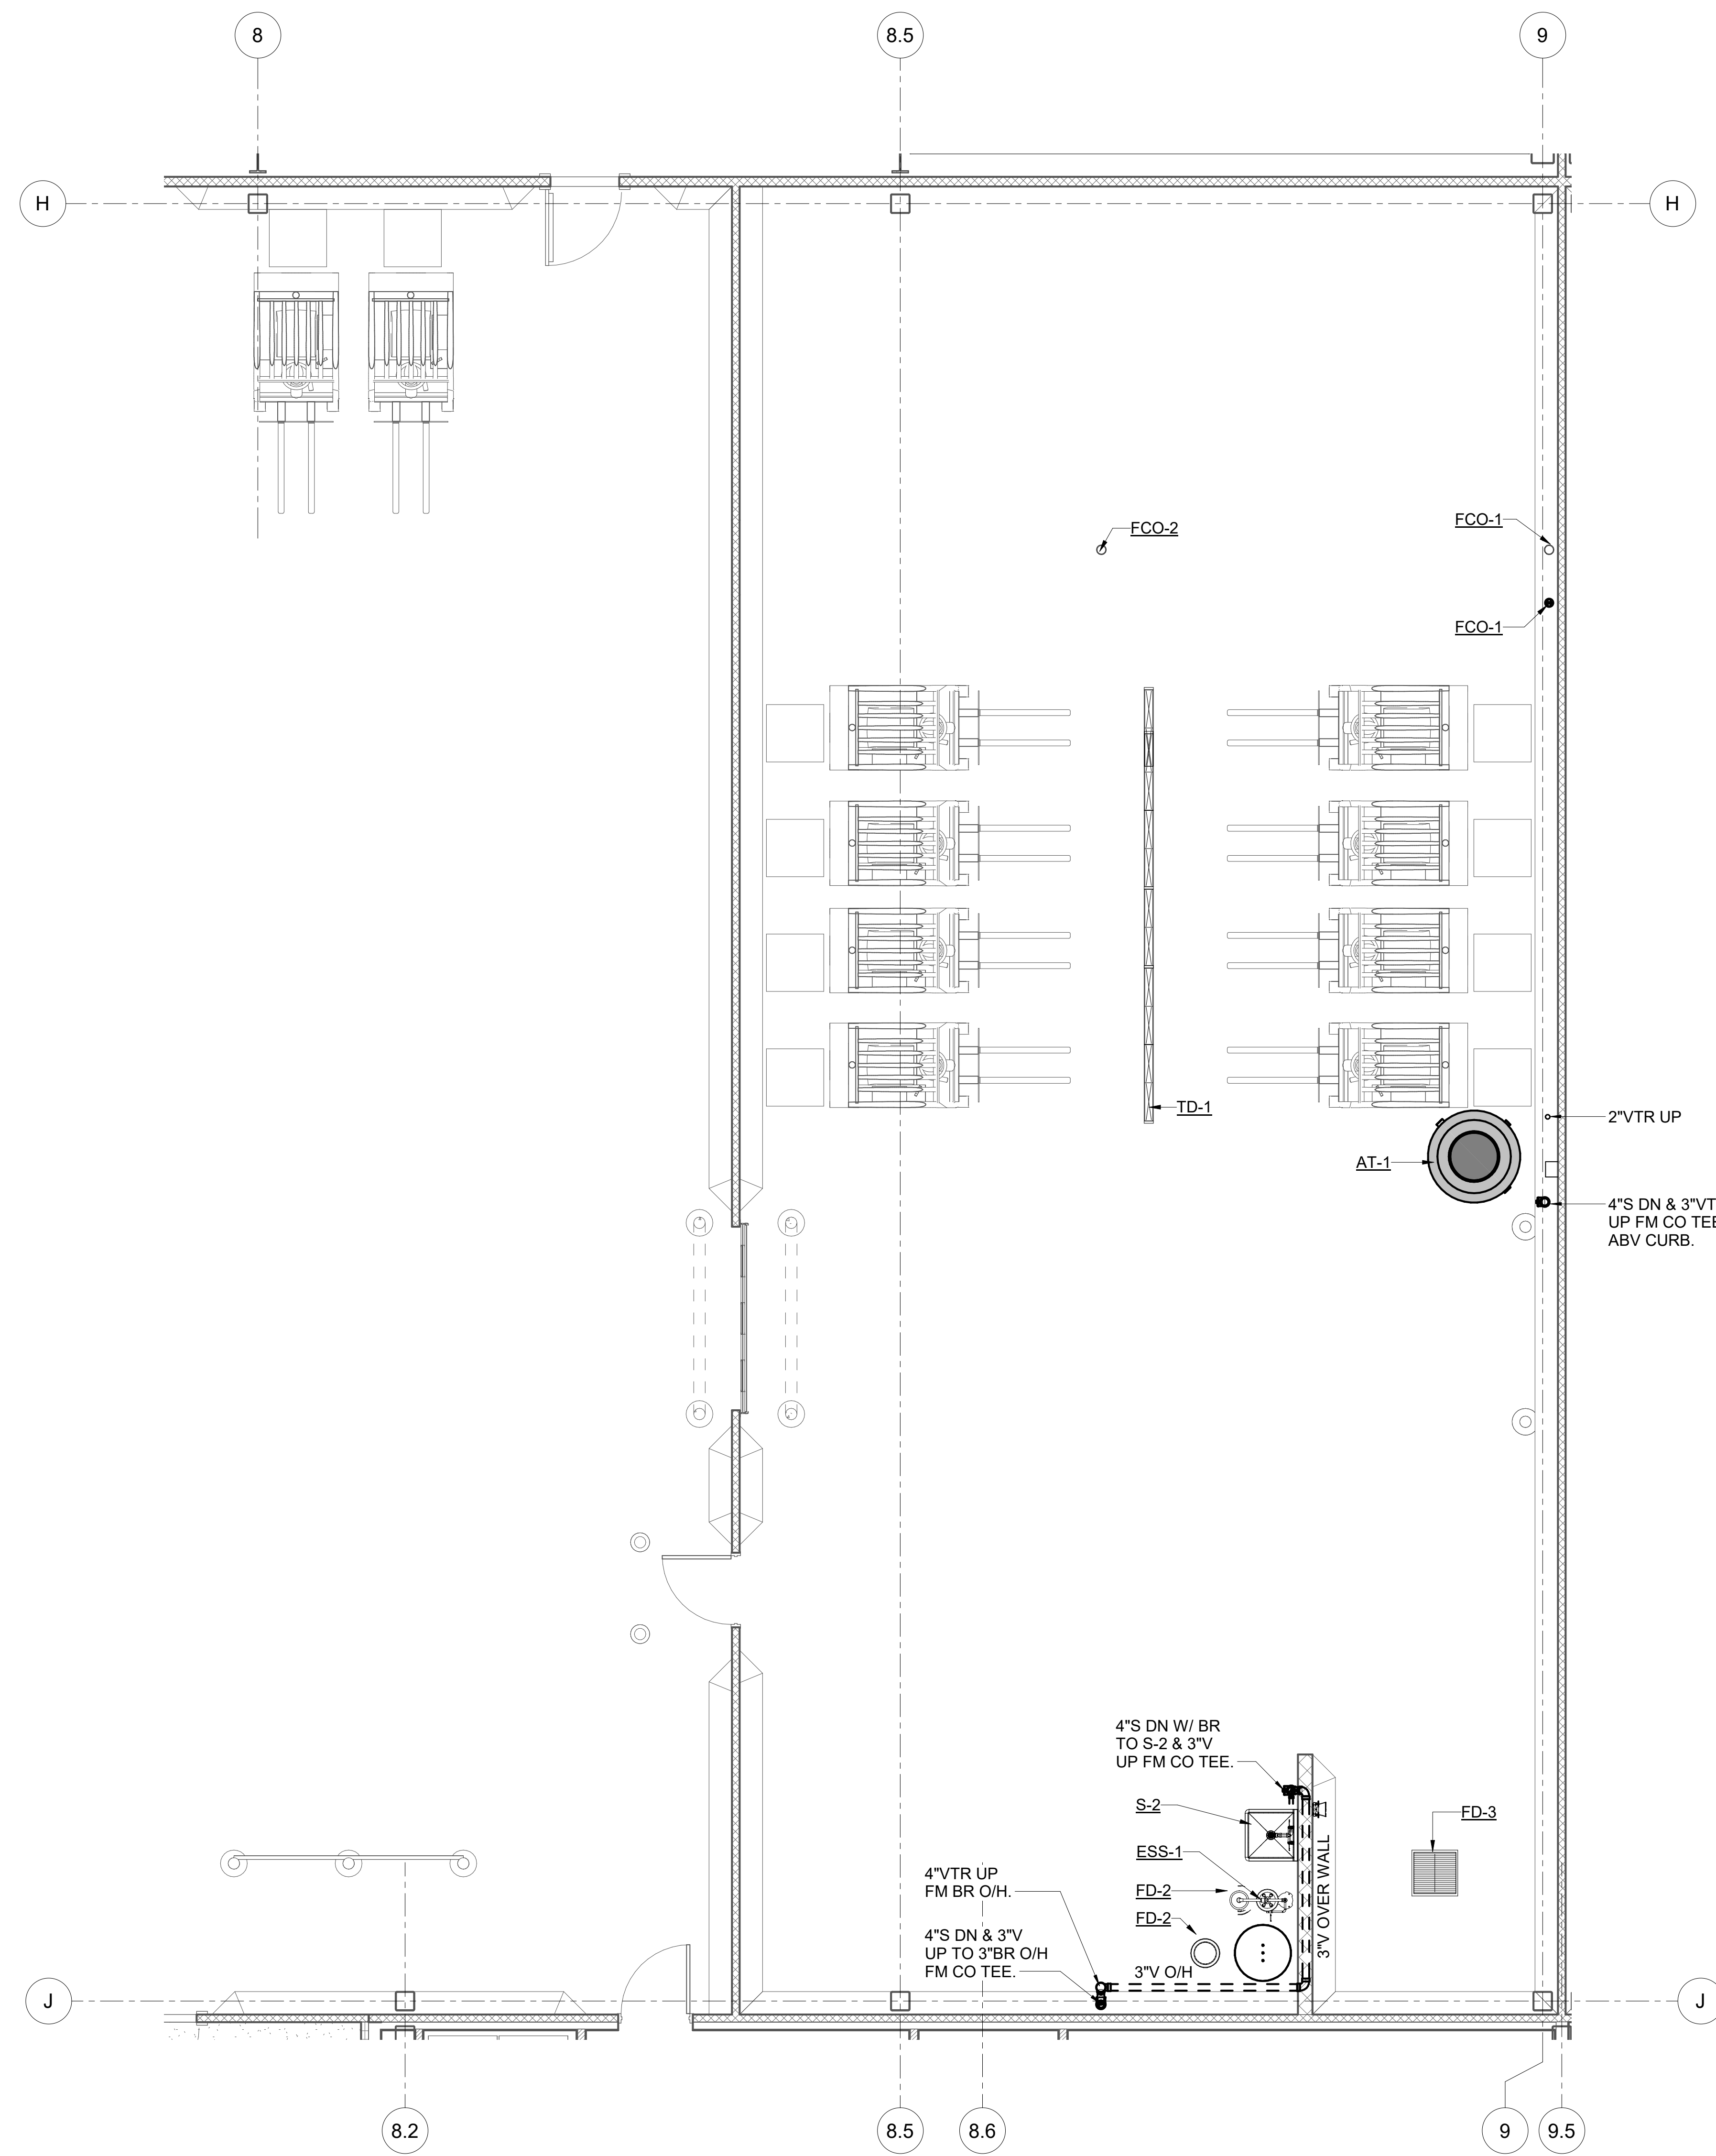 8
8.5
9
H
H
FCO-2
FCO-1
FCO-1
TD-1
2"VTR UP
AT-1
4"S DN & 3"VT
UP FM CO TEE
ABV CURB.
4"S DN W/ BR
TO S-2 & 3"V
UP FM CO TEE.
S-2
FD-3
ESS-1
4"VTR UP
FM BR O/H.
FD-2
FD-2
3"V OVER WALL
4"S DN & 3"V
UP TO 3"BR O/H
FM CO TEE.
3"V O/H
J
J
8.2
8.5
8.6
9
9.5